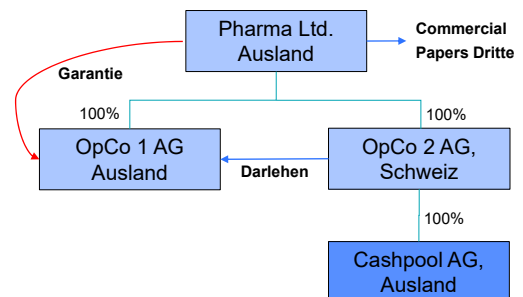 Pharma Ltd.
Ausland
Commercial
Papers Dritte
Garantie
100%
100%
OpCo 1 AG
Ausland
Darlehen
OpCo 2 AG,
Schweiz
100%
Cashpool AG,
Ausland